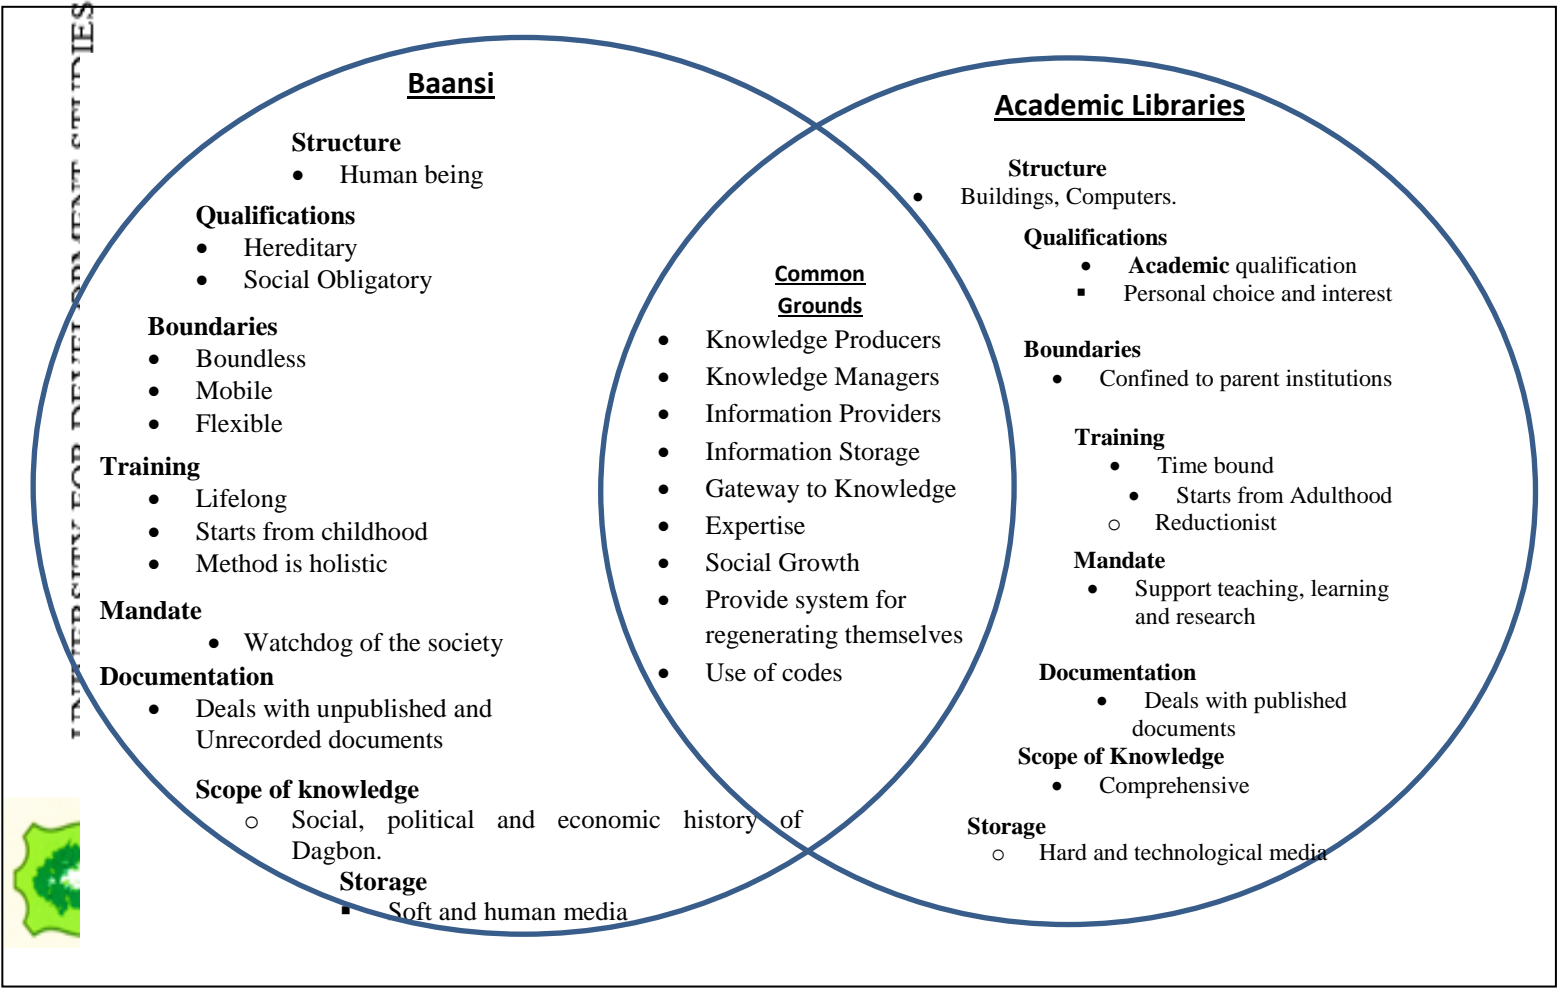 UNIVERSITY FOR DEVELOPMENT STUDIES
Baansi
Structure
• Human being
Qualifications
• Hereditary
• Social Obligatory
Boundaries
• Boundless
• Mobile
• Flexible
Training
• Lifelong
• Starts from childhood
• Method is holistic
Mandate
• Watchdog of the society
Documentation
• Deals with unpublished and
Unrecorded documents
Scope of knowledge
o Social, political and economic history of
Dagbon.
Storage
▪ Soft and human media
Common
Grounds
• Knowledge Producers
• Knowledge Managers
• Information Providers
• Information Storage
• Gateway to Knowledge
• Expertise
• Social Growth
• Provide system for
regenerating themselves
• Use of codes
Academic Libraries
Structure
• Buildings, Computers.
Qualifications
• Academic qualification
▪ Personal choice and interest
Boundaries
• Confined to parent institutions
Training
• Time bound
• Starts from Adulthood
o Reductionist
Mandate
• Support teaching, learning
and research
Documentation
• Deals with published
documents
Scope of Knowledge
• Comprehensive
Storage
o Hard and technological media